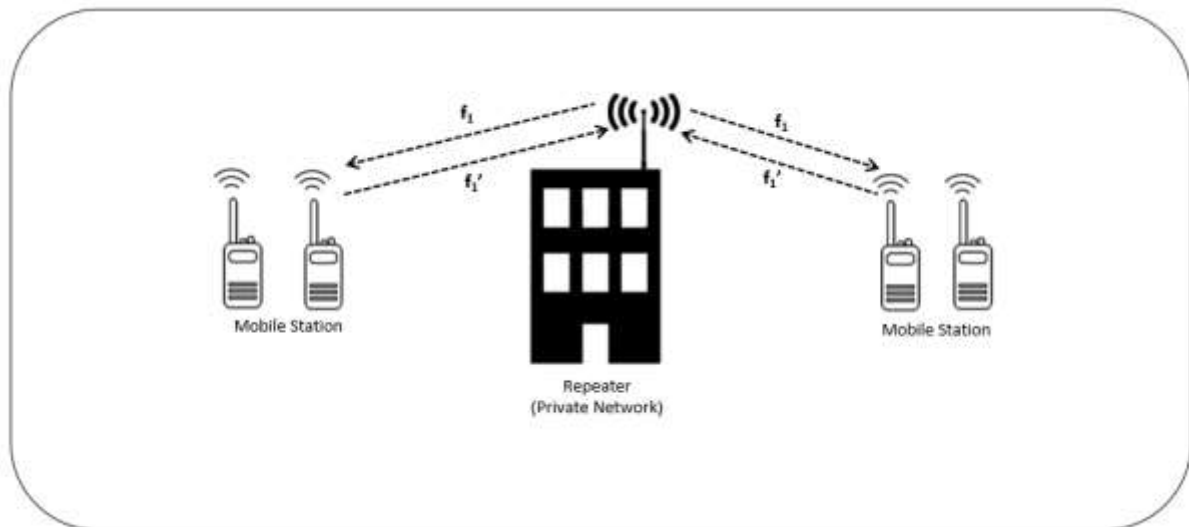 f₁
f₁'
f₁
f₁'
Mobile Station
Mobile Station
Repeater
(Private Network)